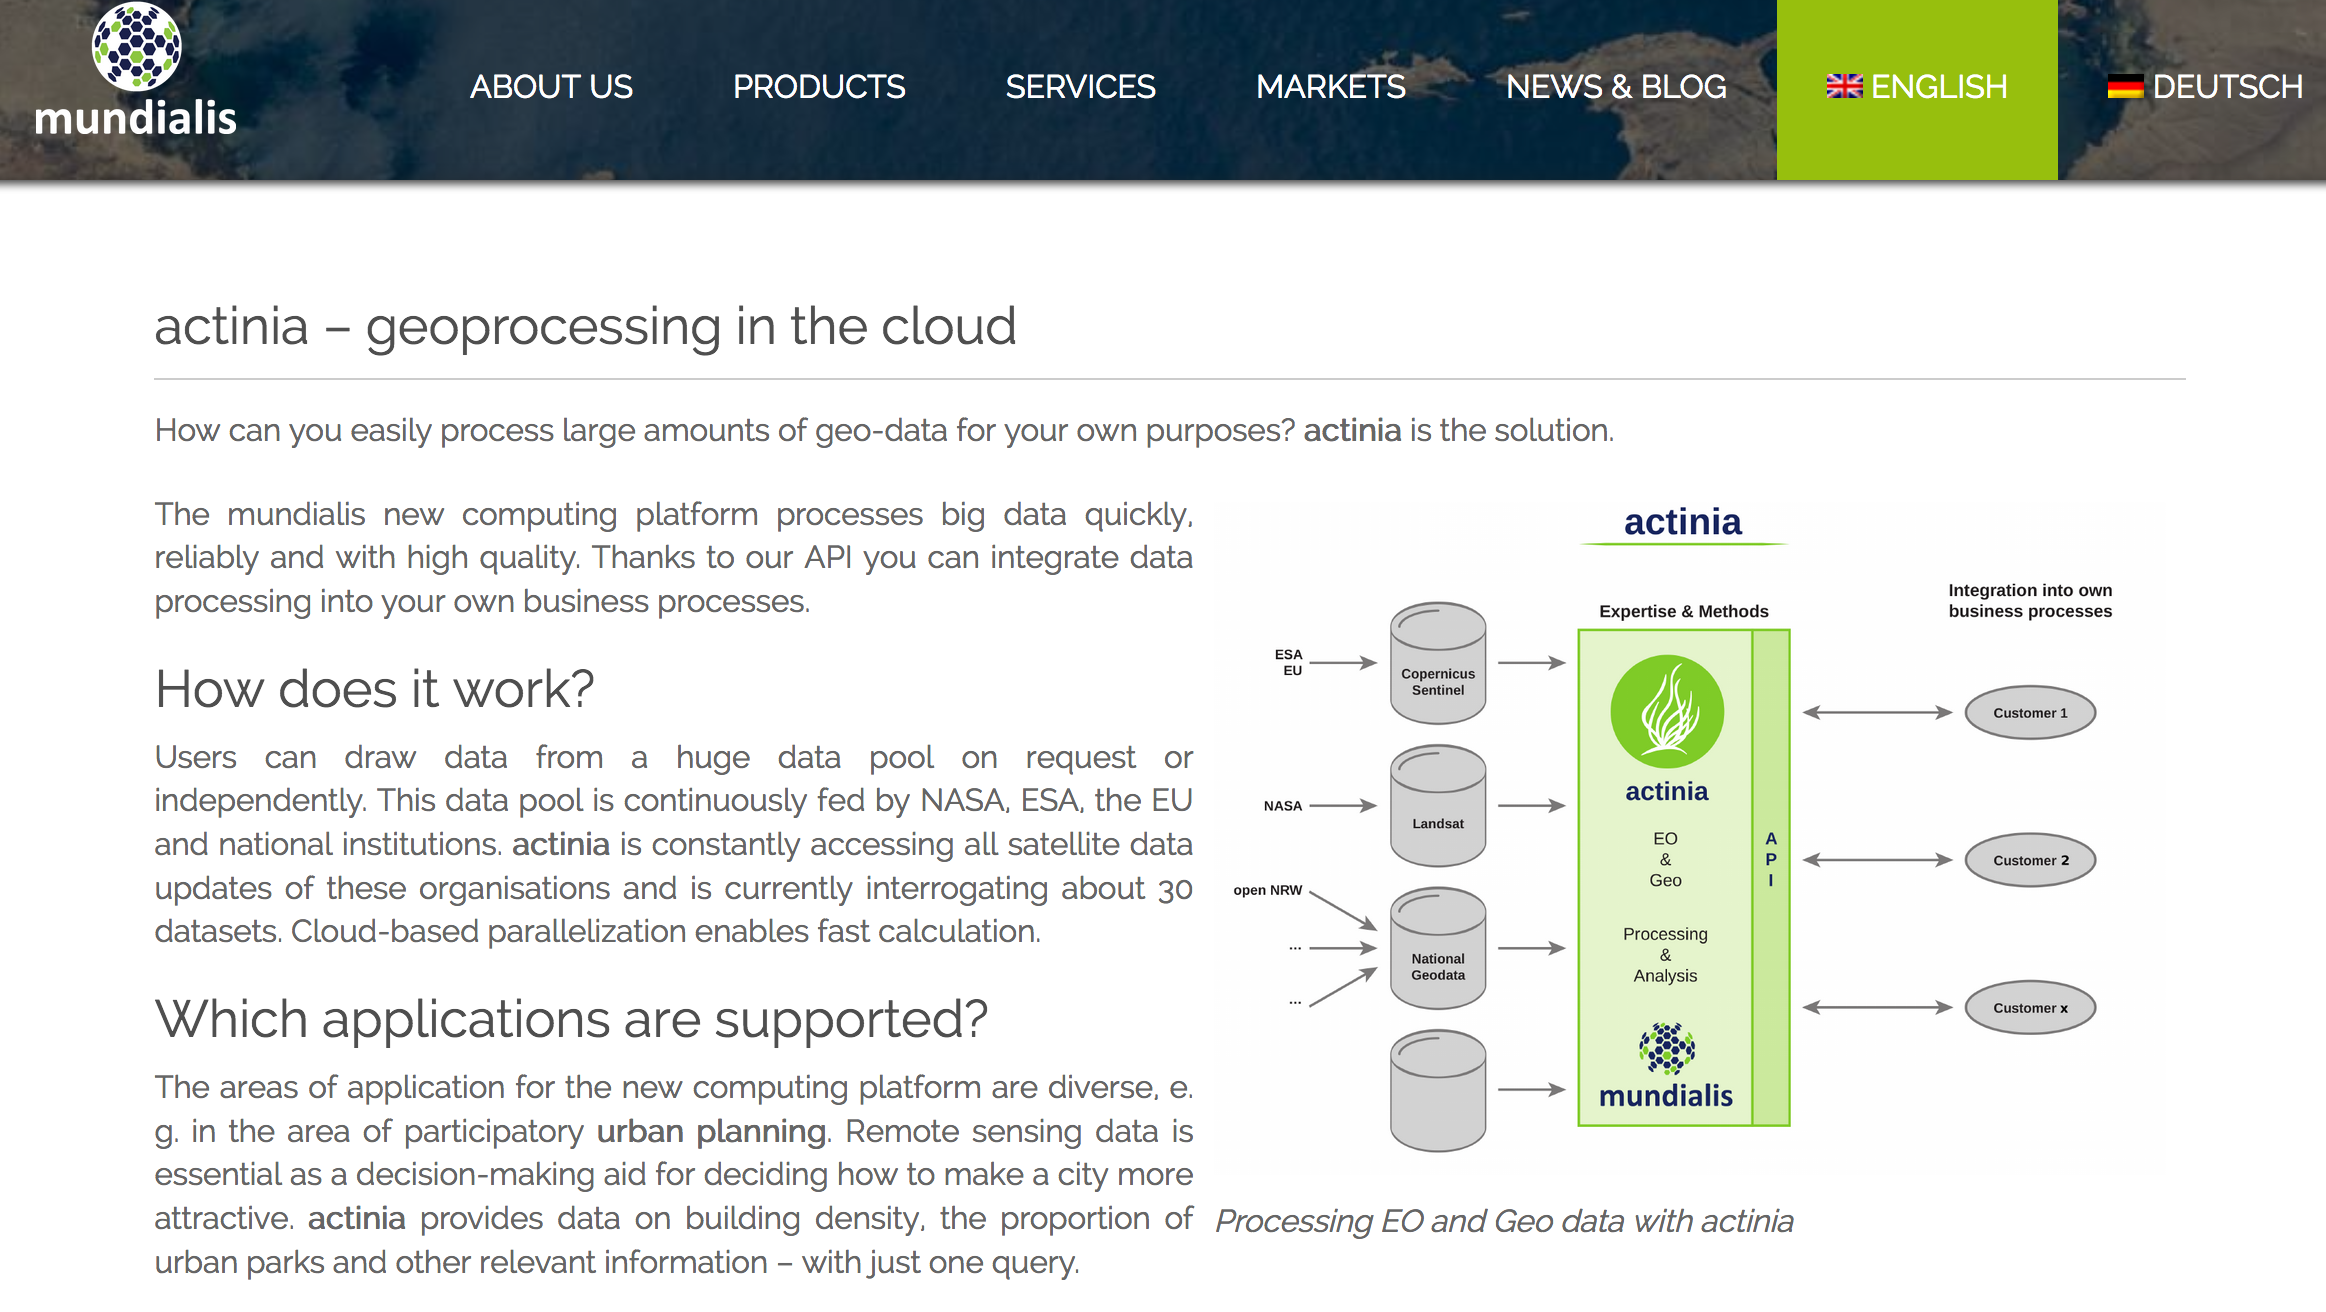 mundialis
ABOUT US
PRODUCTS
SERVICES
MARKETS
NEWS & BLOG
ENGLISH
DEUTSCH
actinia – geoprocessing in the cloud
How can you easily process large amounts of geo-data for your own purposes? actinia is the solution.
The mundialis new computing platform processes big data quickly,
reliably and with high quality. Thanks to our API you can integrate data
processing into your own business processes.
How does it work?
Users can draw data from a huge data pool on request or
independently. This data pool is continuously fed by NASA, ESA, the EU
and national institutions. actinia is constantly accessing all satellite data
updates of these organisations and is currently interrogating about 30
datasets. Cloud-based parallelization enables fast calculation.
Which applications are supported?
The areas of application for the new computing platform are diverse, e.
g. in the area of participatory urban planning. Remote sensing data is
essential as a decision-making aid for deciding how to make a city more
attractive. actinia provides data on building density, the proportion of
urban parks and other relevant information – with just one query.
actinia
Expertise & Methods
Integration into own
business processes
ESA
EU
Copernicus
Sentinel
NASA
Landsat
open NRW
...
...
National
Geodata
actinia
EO
&
Geo
Processing
&
Analysis
mundialis
A
P
I
Customer 1
Customer 2
Customer x
Processing EO and Geo data with actinia